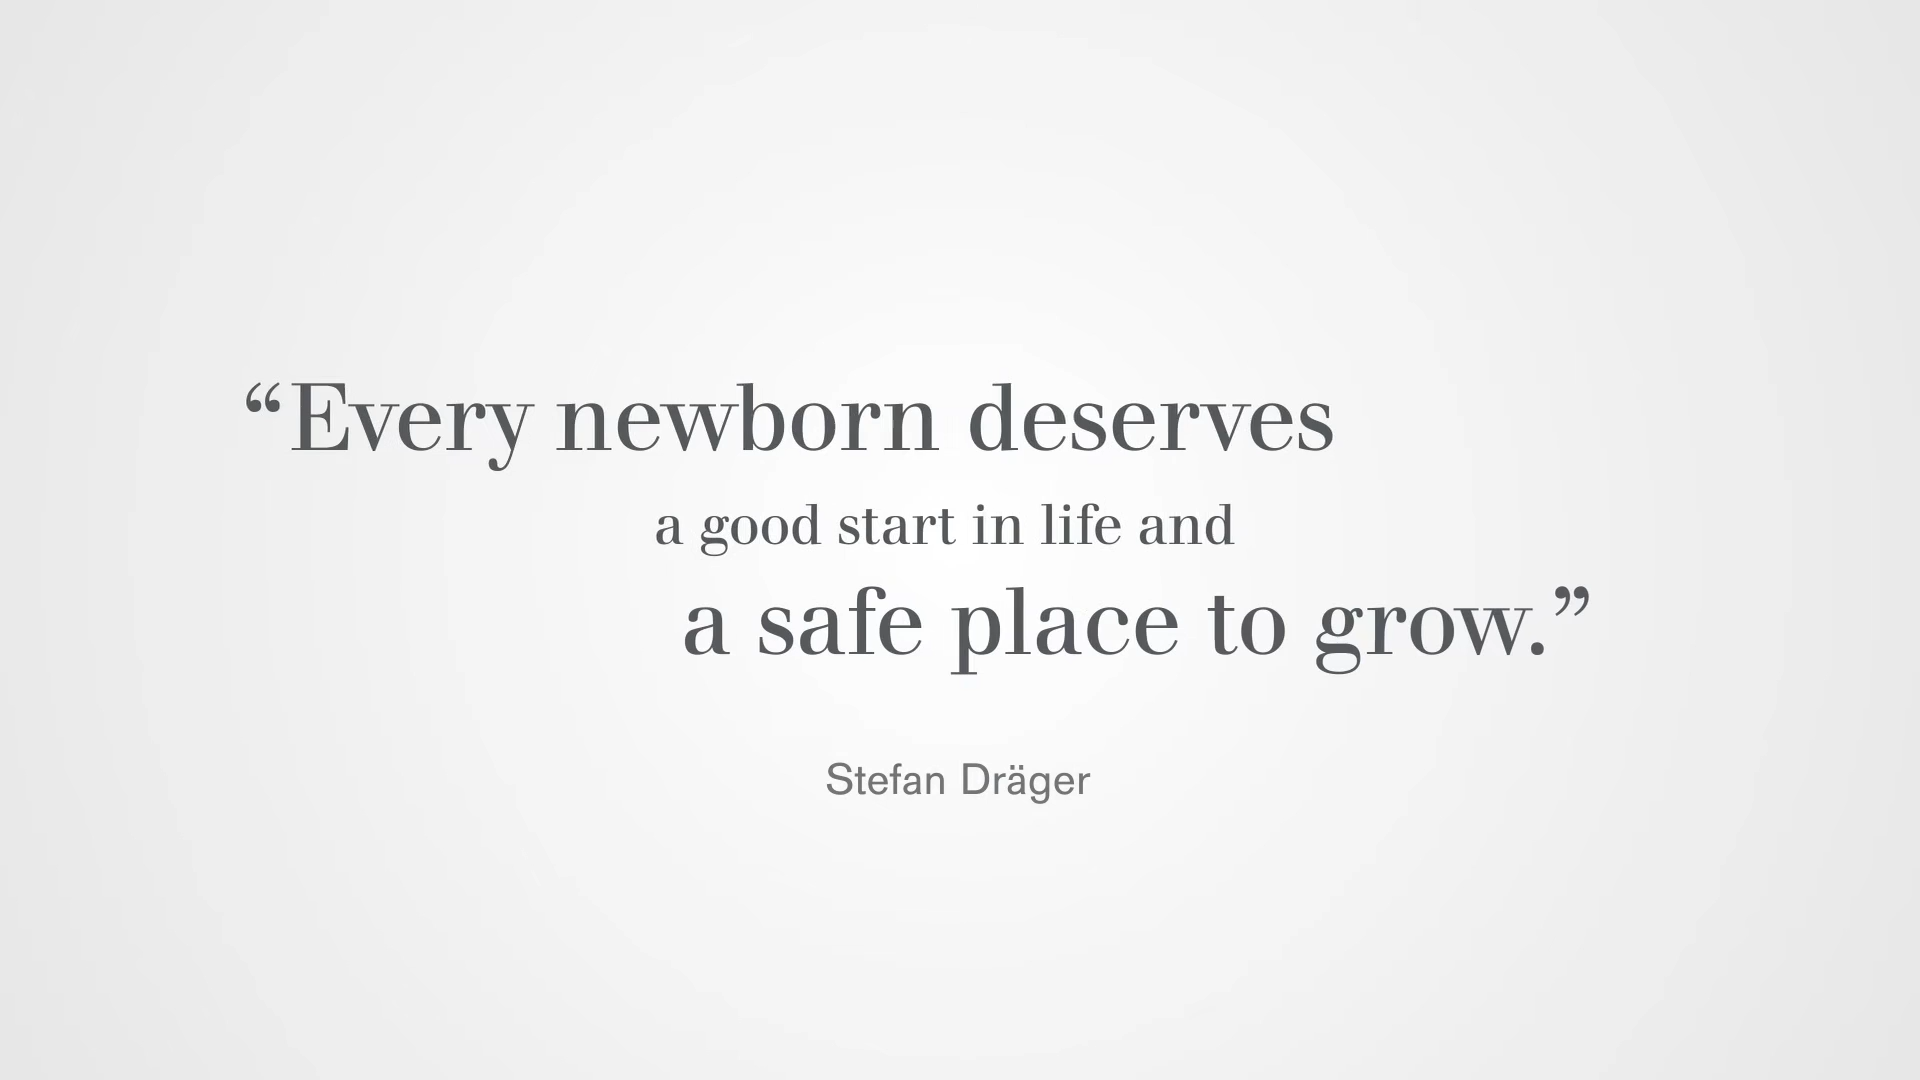 “Every newborn deserves
a good start in life and
a safe place to grow.”
Stefan Dräger